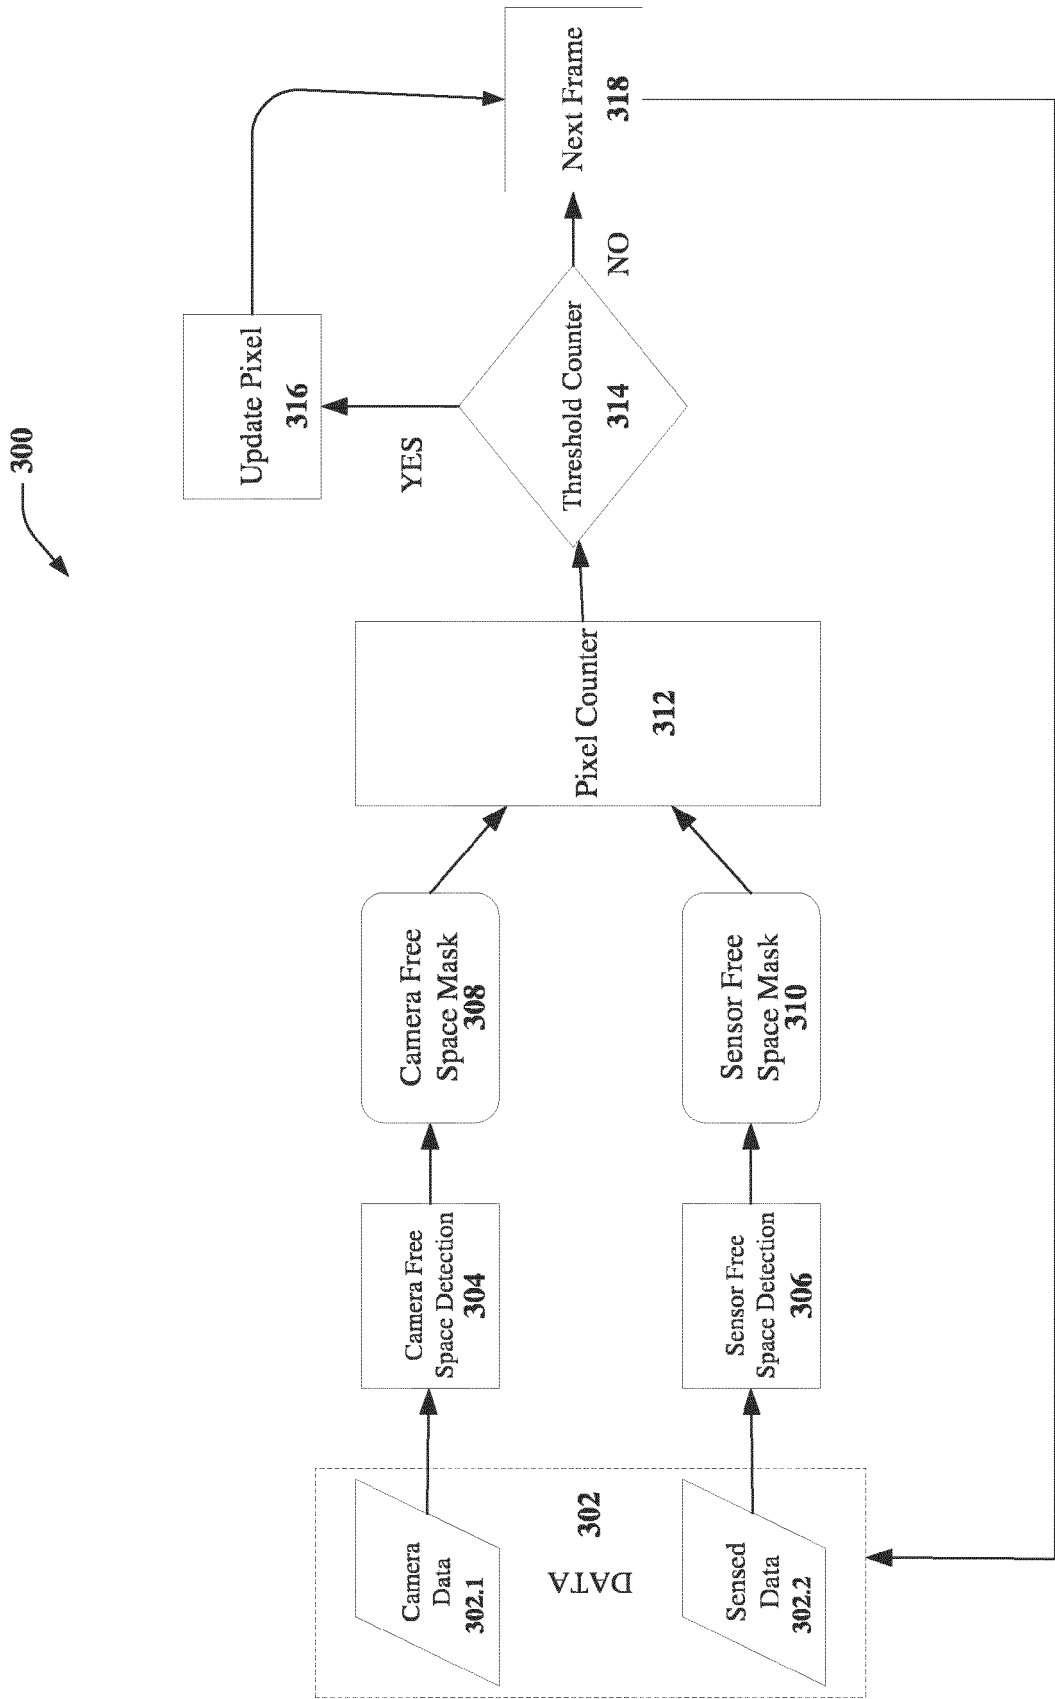 300
DATA
302
Camera
Data
302.1
Sensed
Data
302.2
Camera Free
Space Detection
304
Sensor Free
Space Detection
306
Camera Free
Space Mask
308
Sensor Free
Space Mask
310
Pixel Counter
312
Threshold Counter
314
YES
NO
Update Pixel
316
Next Frame
318